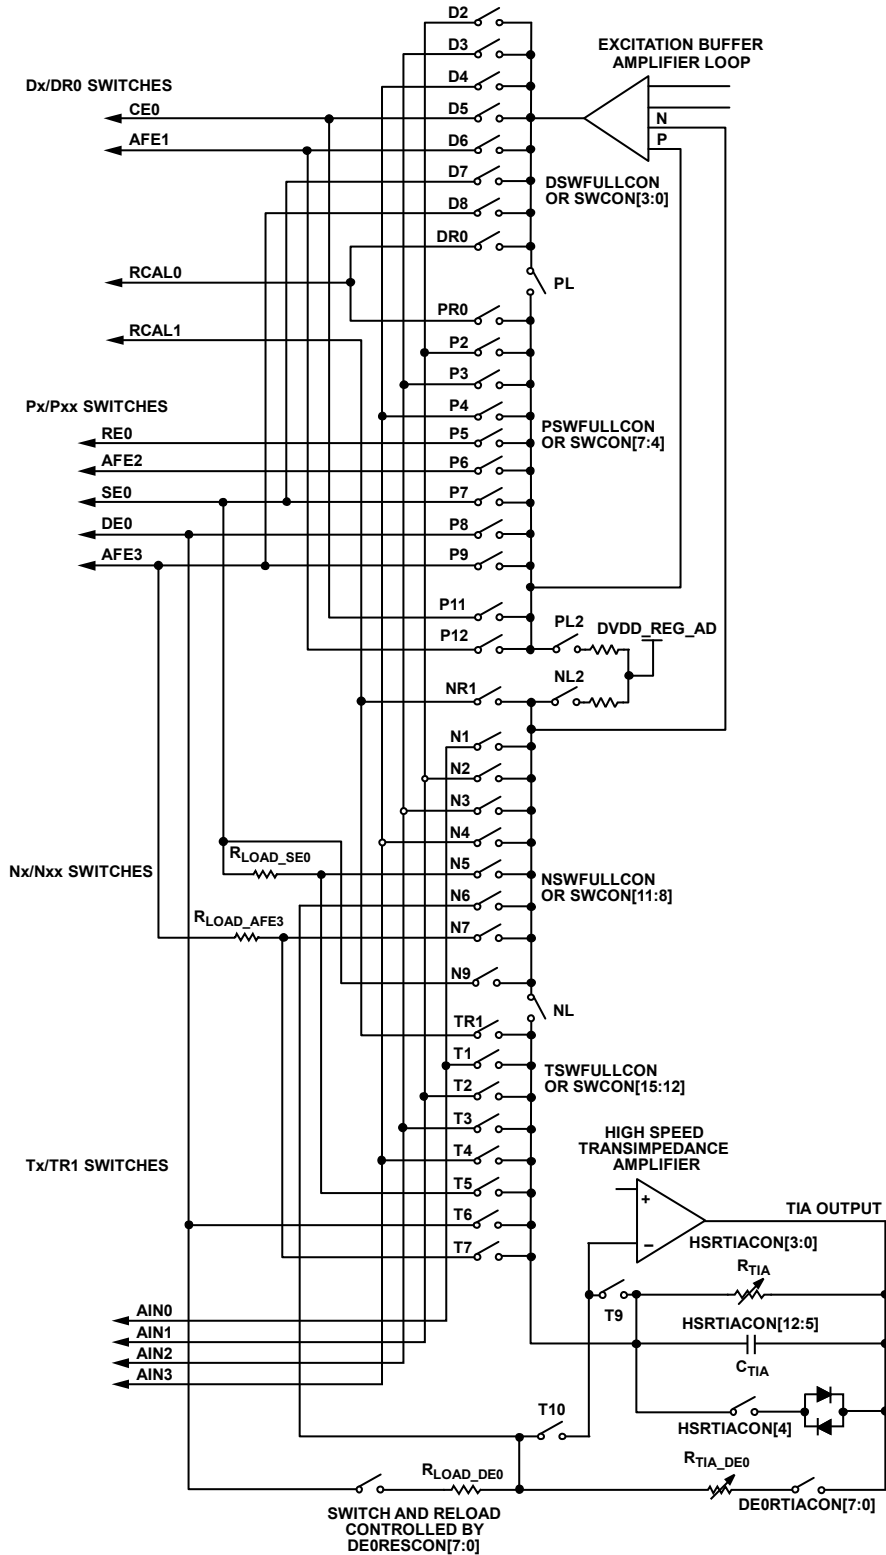 D2
D3
EXCITATION BUFFER
AMPLIFIER LOOP
Dx/DR0 SWITCHES
D4
CE0
D5
N
AFE1
D6
P
D7
DSWFULLCON
OR SWCON[3:0]
D8
DR0
RCAL0
PL
PR0
RCAL1
P2
P3
Px/Pxx SWITCHES
P4
PSWFULLCON
OR SWCON[7:4]
RE0
P5
AFE2
P6
SE0
P7
DE0
P8
AFE3
P9
P11
PL2
DVDD_REG_AD
P12
NL2
NR1
N1
N2
N3
N4
RLOAD_SE0
Nx/Nxx SWITCHES
N5
NSWFULLCON
OR SWCON[11:8]
N6
RLOAD_AFE3
N7
N9
NL
TR1
T1
TSWFULLCON
OR SWCON[15:12]
T2
T3
HIGH SPEED
TRANSIMPEDANCE
AMPLIFIER
T4
Tx/TR1 SWITCHES
T5
+
TIA OUTPUT
T6
–
HSRTIACON[3:0]
T7
RTIA
AIN0
T9
HSRTIACON[12:5]
AIN1
AIN2
CTIA
AIN3
T10
HSRTIACON[4]
RLOAD_DE0
RTIA_DE0
DE0RTIACON[7:0]
SWITCH AND RELOAD
CONTROLLED BY
DE0RESCON[7:0]